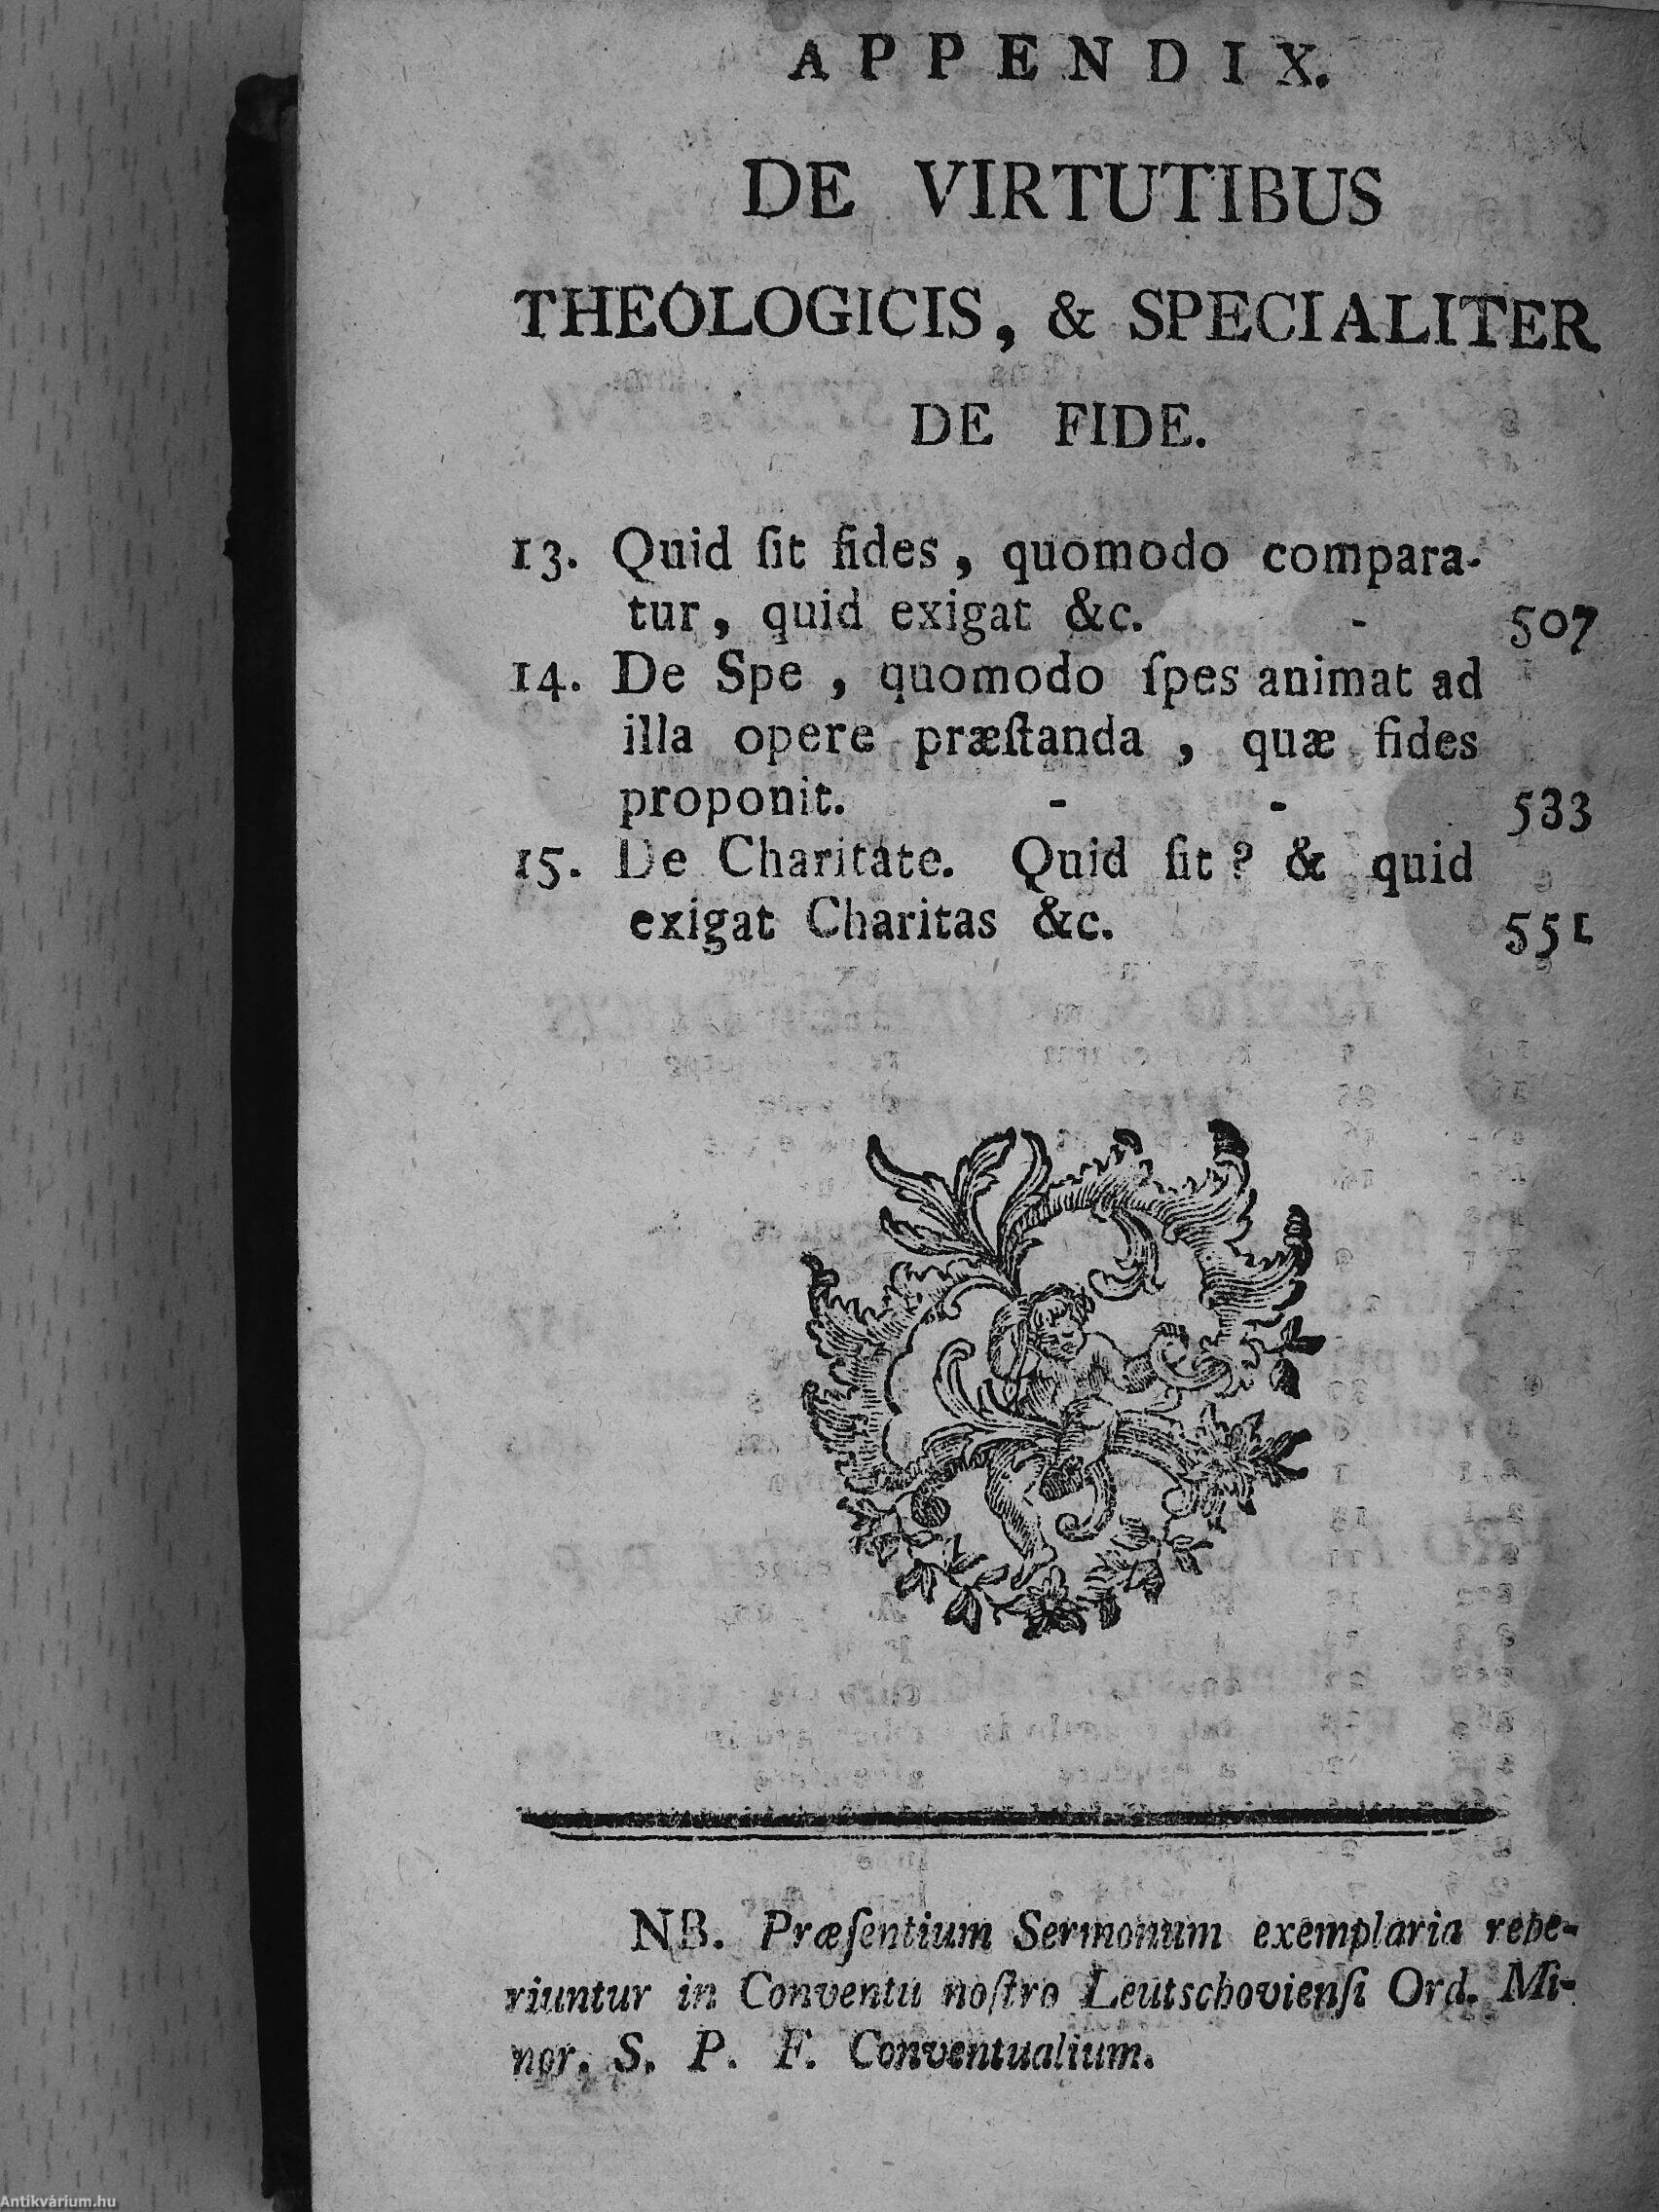 APPENDIX.
DE VIRTUTIBUS
THEOLOGICIS, & SPECIALITER
DE FIDE.
13. Quid ſit fides, quomodo compara-
tur, quid exigat &c. - 507
14. De Spe, quomodo ſpes animat ad
illa opere præſtanda, quæ fides
proponit. - - 533
15. De Charitate. Quid ſit? & quid
exigat Charitas &c. 551
NB. Præſentium Sermonum exemplaria repe-
riuntur in Conventu noſtro Leutschovienſi Ord. Mi-
nor. S. P. F. Conventualium.
Antikvárium.hu